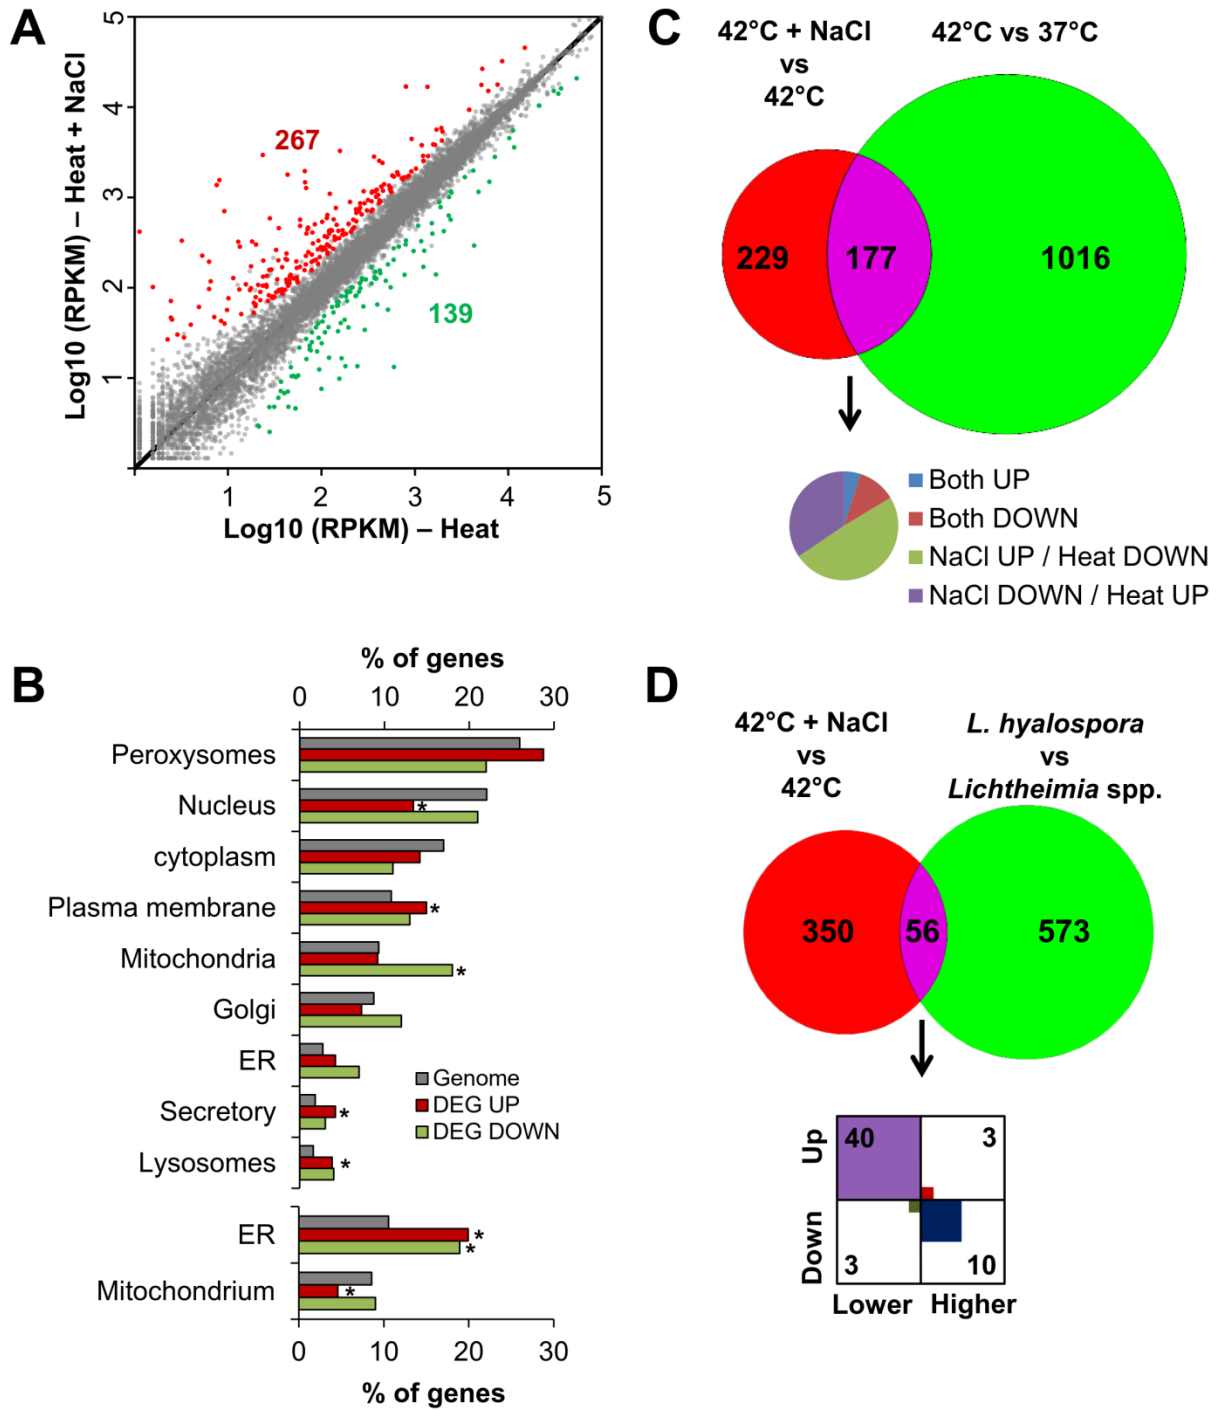 A
Log10 (RPKM) – Heat + NaCl
5
4
3
2
1
267
139
1
2
3
4
5
Log10 (RPKM) – Heat
B
% of genes
0
10
20
30
Peroxysomes
Nucleus
*
cytoplasm
Plasma membrane
*
Mitochondria
*
Golgi
ER
Secretory
*
Lysosomes
*
Genome
DEG UP
DEG DOWN
ER
*
*
Mitochondrium
*
0
10
20
30
% of genes
C
42°C + NaCl
vs
42°C
42°C vs 37°C
229
177
1016
Both UP
Both DOWN
NaCl UP / Heat DOWN
NaCl DOWN / Heat UP
D
42°C + NaCl
vs
42°C
L. hyalospora
vs
Lichtheimia spp.
350
56
573
Up
Down
40
3
3
10
Lower
Higher